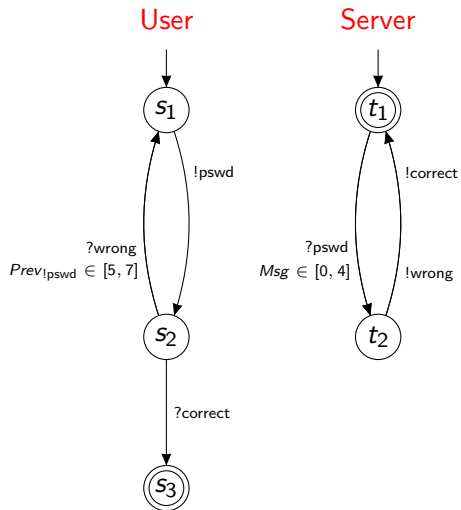 User
Server
s₁
t₁
!pswd
!correct
?wrong
Prev!pswd ∈ [5, 7]
?pswd
Msg ∈ [0, 4]
!wrong
s₂
t₂
?correct
s₃